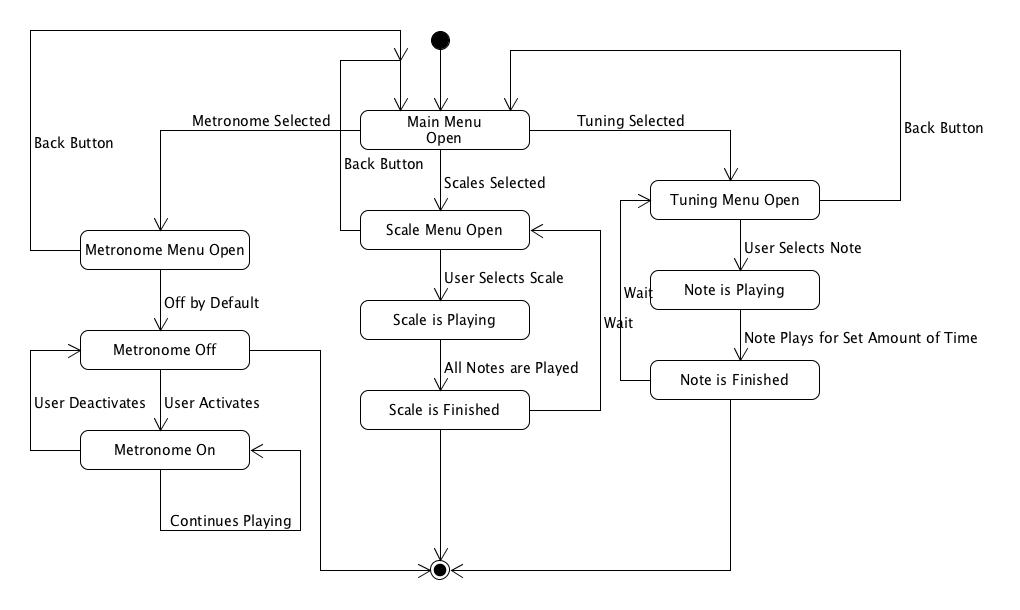 Metronome Selected
Main Menu
Open
Tuning Selected
Back Button
Back Button
Back Button
Scales Selected
Tuning Menu Open
Scale Menu Open
Metronome Menu Open
User Selects Note
User Selects Scale
Note is Playing
Wait
Off by Default
Scale is Playing
Wait
Note Plays for Set Amount of Time
Metronome Off
All Notes are Played
Note is Finished
User Deactivates
User Activates
Scale is Finished
Metronome On
Continues Playing